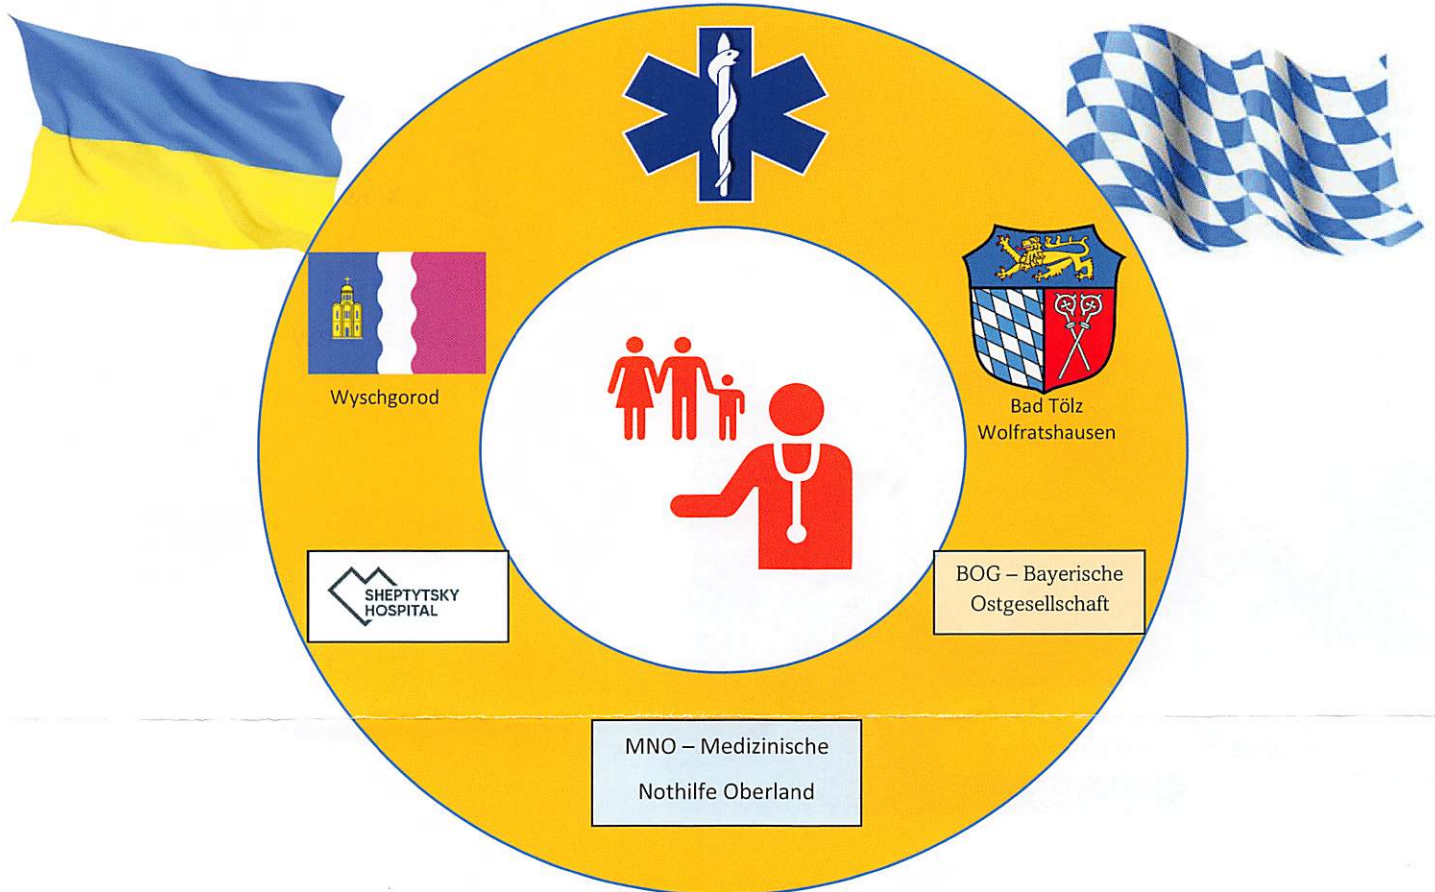 Wyschgorod
Bad Tölz
Wolfratshausen
SHEPTYTSKY
HOSPITAL
BOG – Bayerische
Ostgesellschaft
MNO – Medizinische
Nothilfe Oberland